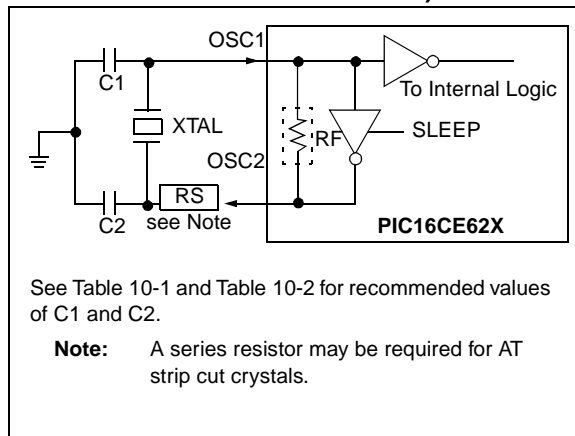 OSC1
C1
To Internal Logic
XTAL
RF
SLEEP
OSC2
RS
C2
see Note
PIC16CE62X
See Table 10-1 and Table 10-2 for recommended values
of C1 and C2.
Note: A series resistor may be required for AT
strip cut crystals.